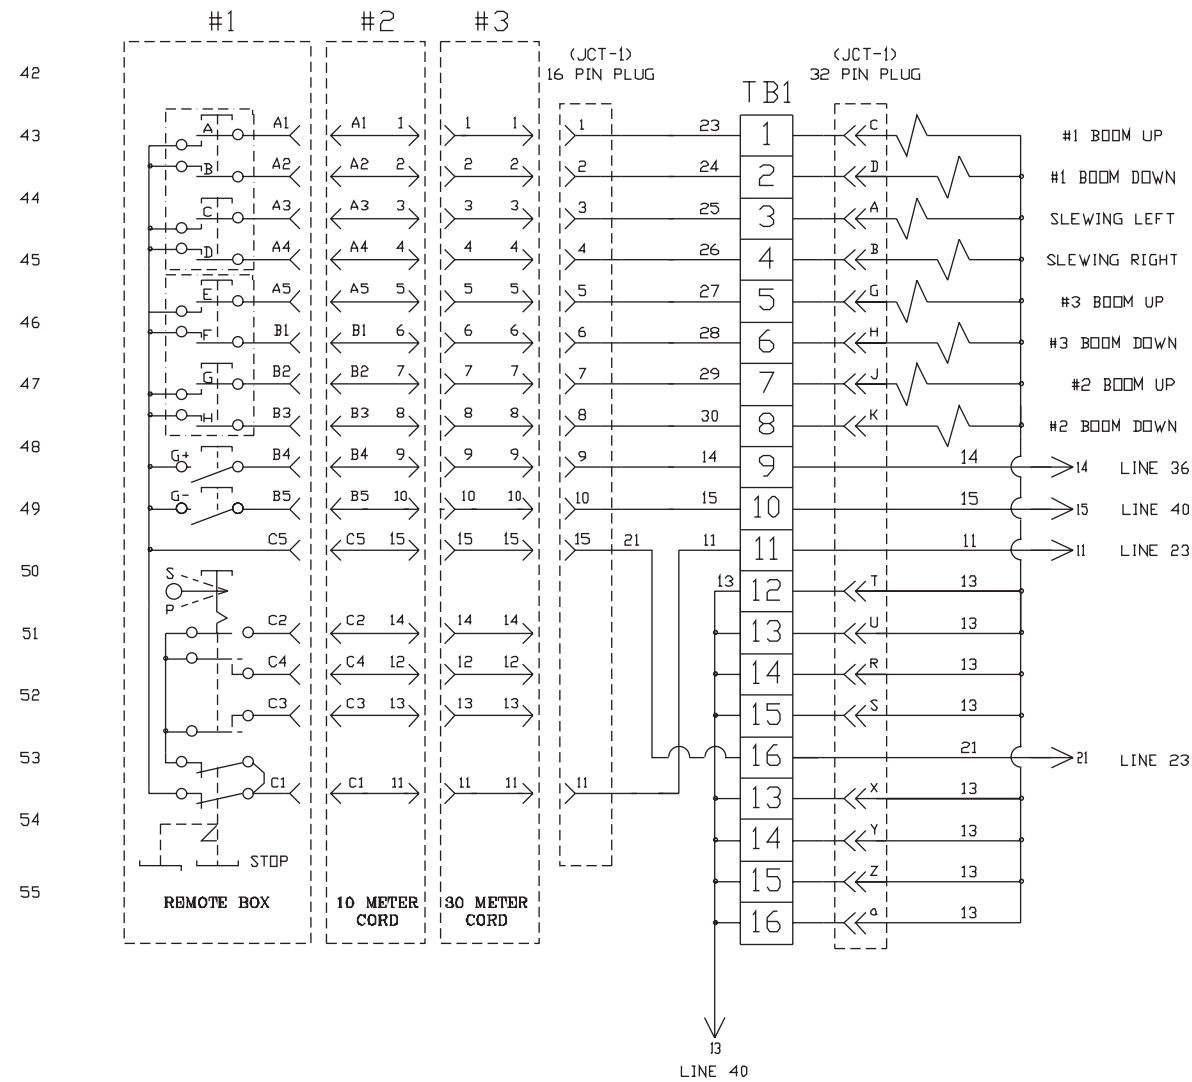 #1 #2 #3
(JCT-1) (JCT-1)
42 16 PIN PLUG 32 PIN PLUG
TB1
A A1 A1 1 1 1 1 23 1 C
43 #1 BOOM UP
B A2 A2 2 2 2 2 24 2 D #1 BOOM DOWN
44
C A3 A3 3 3 3 3 25 3 A SLEWING LEFT
45 D A4 A4 4 4 4 4 26 4 B SLEWING RIGHT
E A5 A5 5 5 5 5 27 5 G #3 BOOM UP
46
F B1 B1 6 6 6 6 28 6 H #3 BOOM DOWN
47 G B2 B2 7 7 7 7 29 7 J #2 BOOM UP
H B3 B3 8 8 8 8 30 8 K #2 BOOM DOWN
48
G+ B4 B4 9 9 9 9 14 9 14 14 LINE 36
49 G- B5 B5 10 10 10 10 15 10 15 15 LINE 40
C5 C5 15 15 15 15 21 11 11 11 11 LINE 23
50
S 13 12 T 13
P
51 C2 C2 14 14 14 13 U 13
C4 C4 12 12 12 14 R 13
52
C3 C3 13 13 13 15 S 13
53 16 21 21 LINE 23
C1 C1 11 11 11 11 13 X 13
54
14 Y 13
STOP
15 Z 13
55
REMOTE BOX 10 METER 30 METER
CORD CORD
16 a 13
13
LINE 40